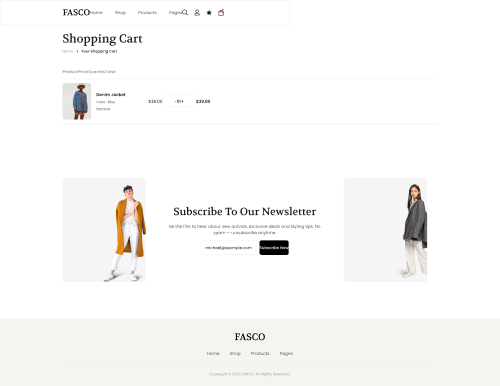 FASCO Home Shop Products Pages
Shopping Cart
Home > Your Shopping Cart
Product Price Quantity Total
Denim Jacket
Color: Blue
Remove
$39.00 - 01 + $39.00
Subscribe To Our Newsletter
Be the first to hear about new arrivals, exclusive deals and styling tips. No
spam — unsubscribe anytime.
michael@example.com Subscribe Now
FASCO
Home Shop Products Pages
Copyright © 2022 FASCO. All Rights Reserved.